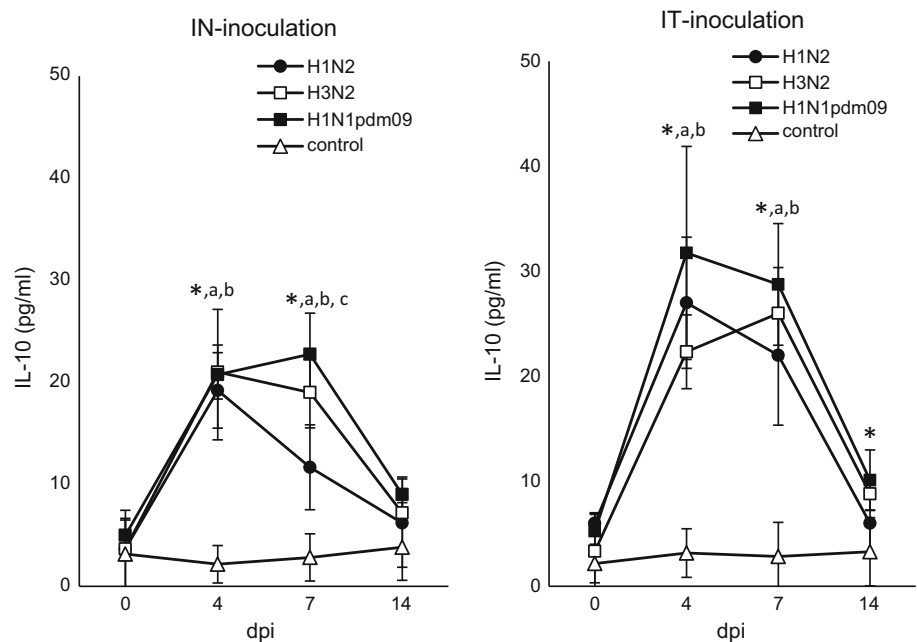 IN-inoculation
50
40
30
20
10
0
IL-10 (pg/ml)
H1N2
H3N2
H1N1pdm09
control
*,a,b
*,a,b, c
0 4 7 14
dpi
IT-inoculation
50
40
30
20
10
0
IL-10 (pg/ml)
H1N2
H3N2
H1N1pdm09
control
*,a,b
*,a,b
*
0 4 7 14
dpi